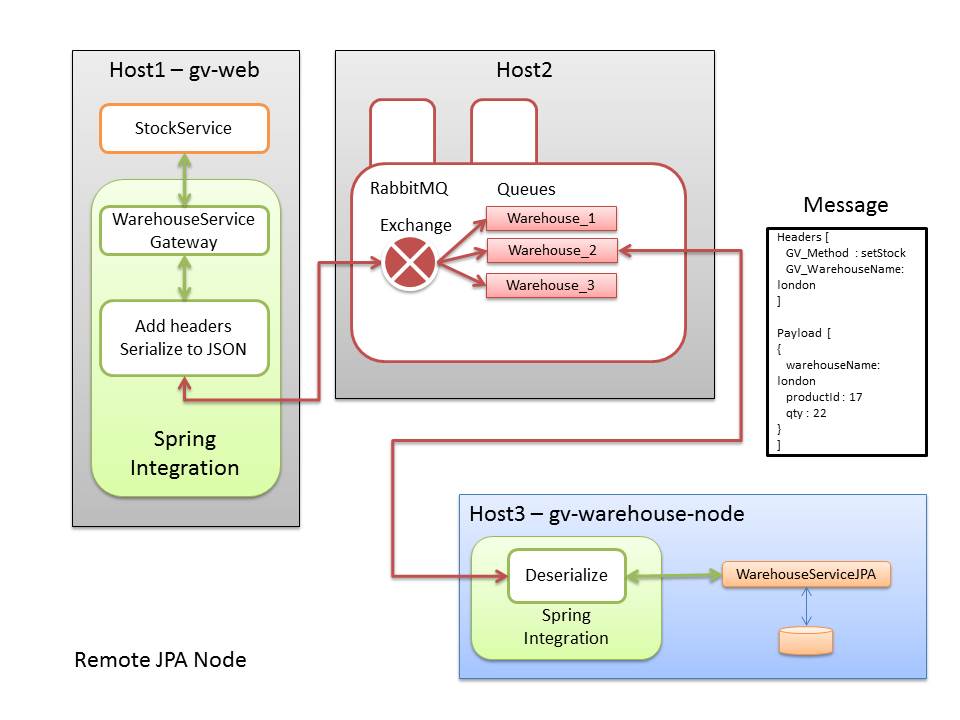 Host1 – gv-web
StockService
WarehouseService
Gateway
Add headers
Serialize to JSON
Spring
Integration
Host2
RabbitMQ
Exchange
Queues
Warehouse_1
Warehouse_2
Warehouse_3
Message
Headers [
GV_Method : setStock
GV_WarehouseName:
london
]
Payload [
{
warehouseName:
london
productId : 17
qty : 22
}
]
Host3 – gv-warehouse-node
Deserialize
Spring
Integration
WarehouseServiceJPA
Remote JPA Node